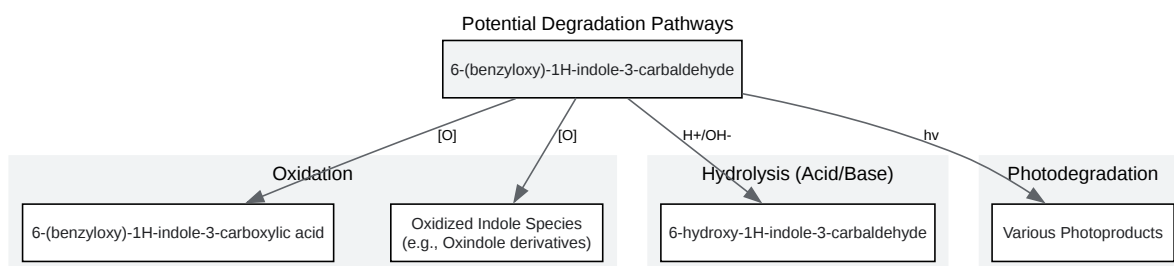 Potential Degradation Pathways
6-(benzyloxy)-1H-indole-3-carbaldehyde
[O]
[O]
H+/OH-
hv
Oxidation
Hydrolysis (Acid/Base)
Photodegradation
6-(benzyloxy)-1H-indole-3-carboxylic acid
Oxidized Indole Species
(e.g., Oxindole derivatives)
6-hydroxy-1H-indole-3-carbaldehyde
Various Photoproducts